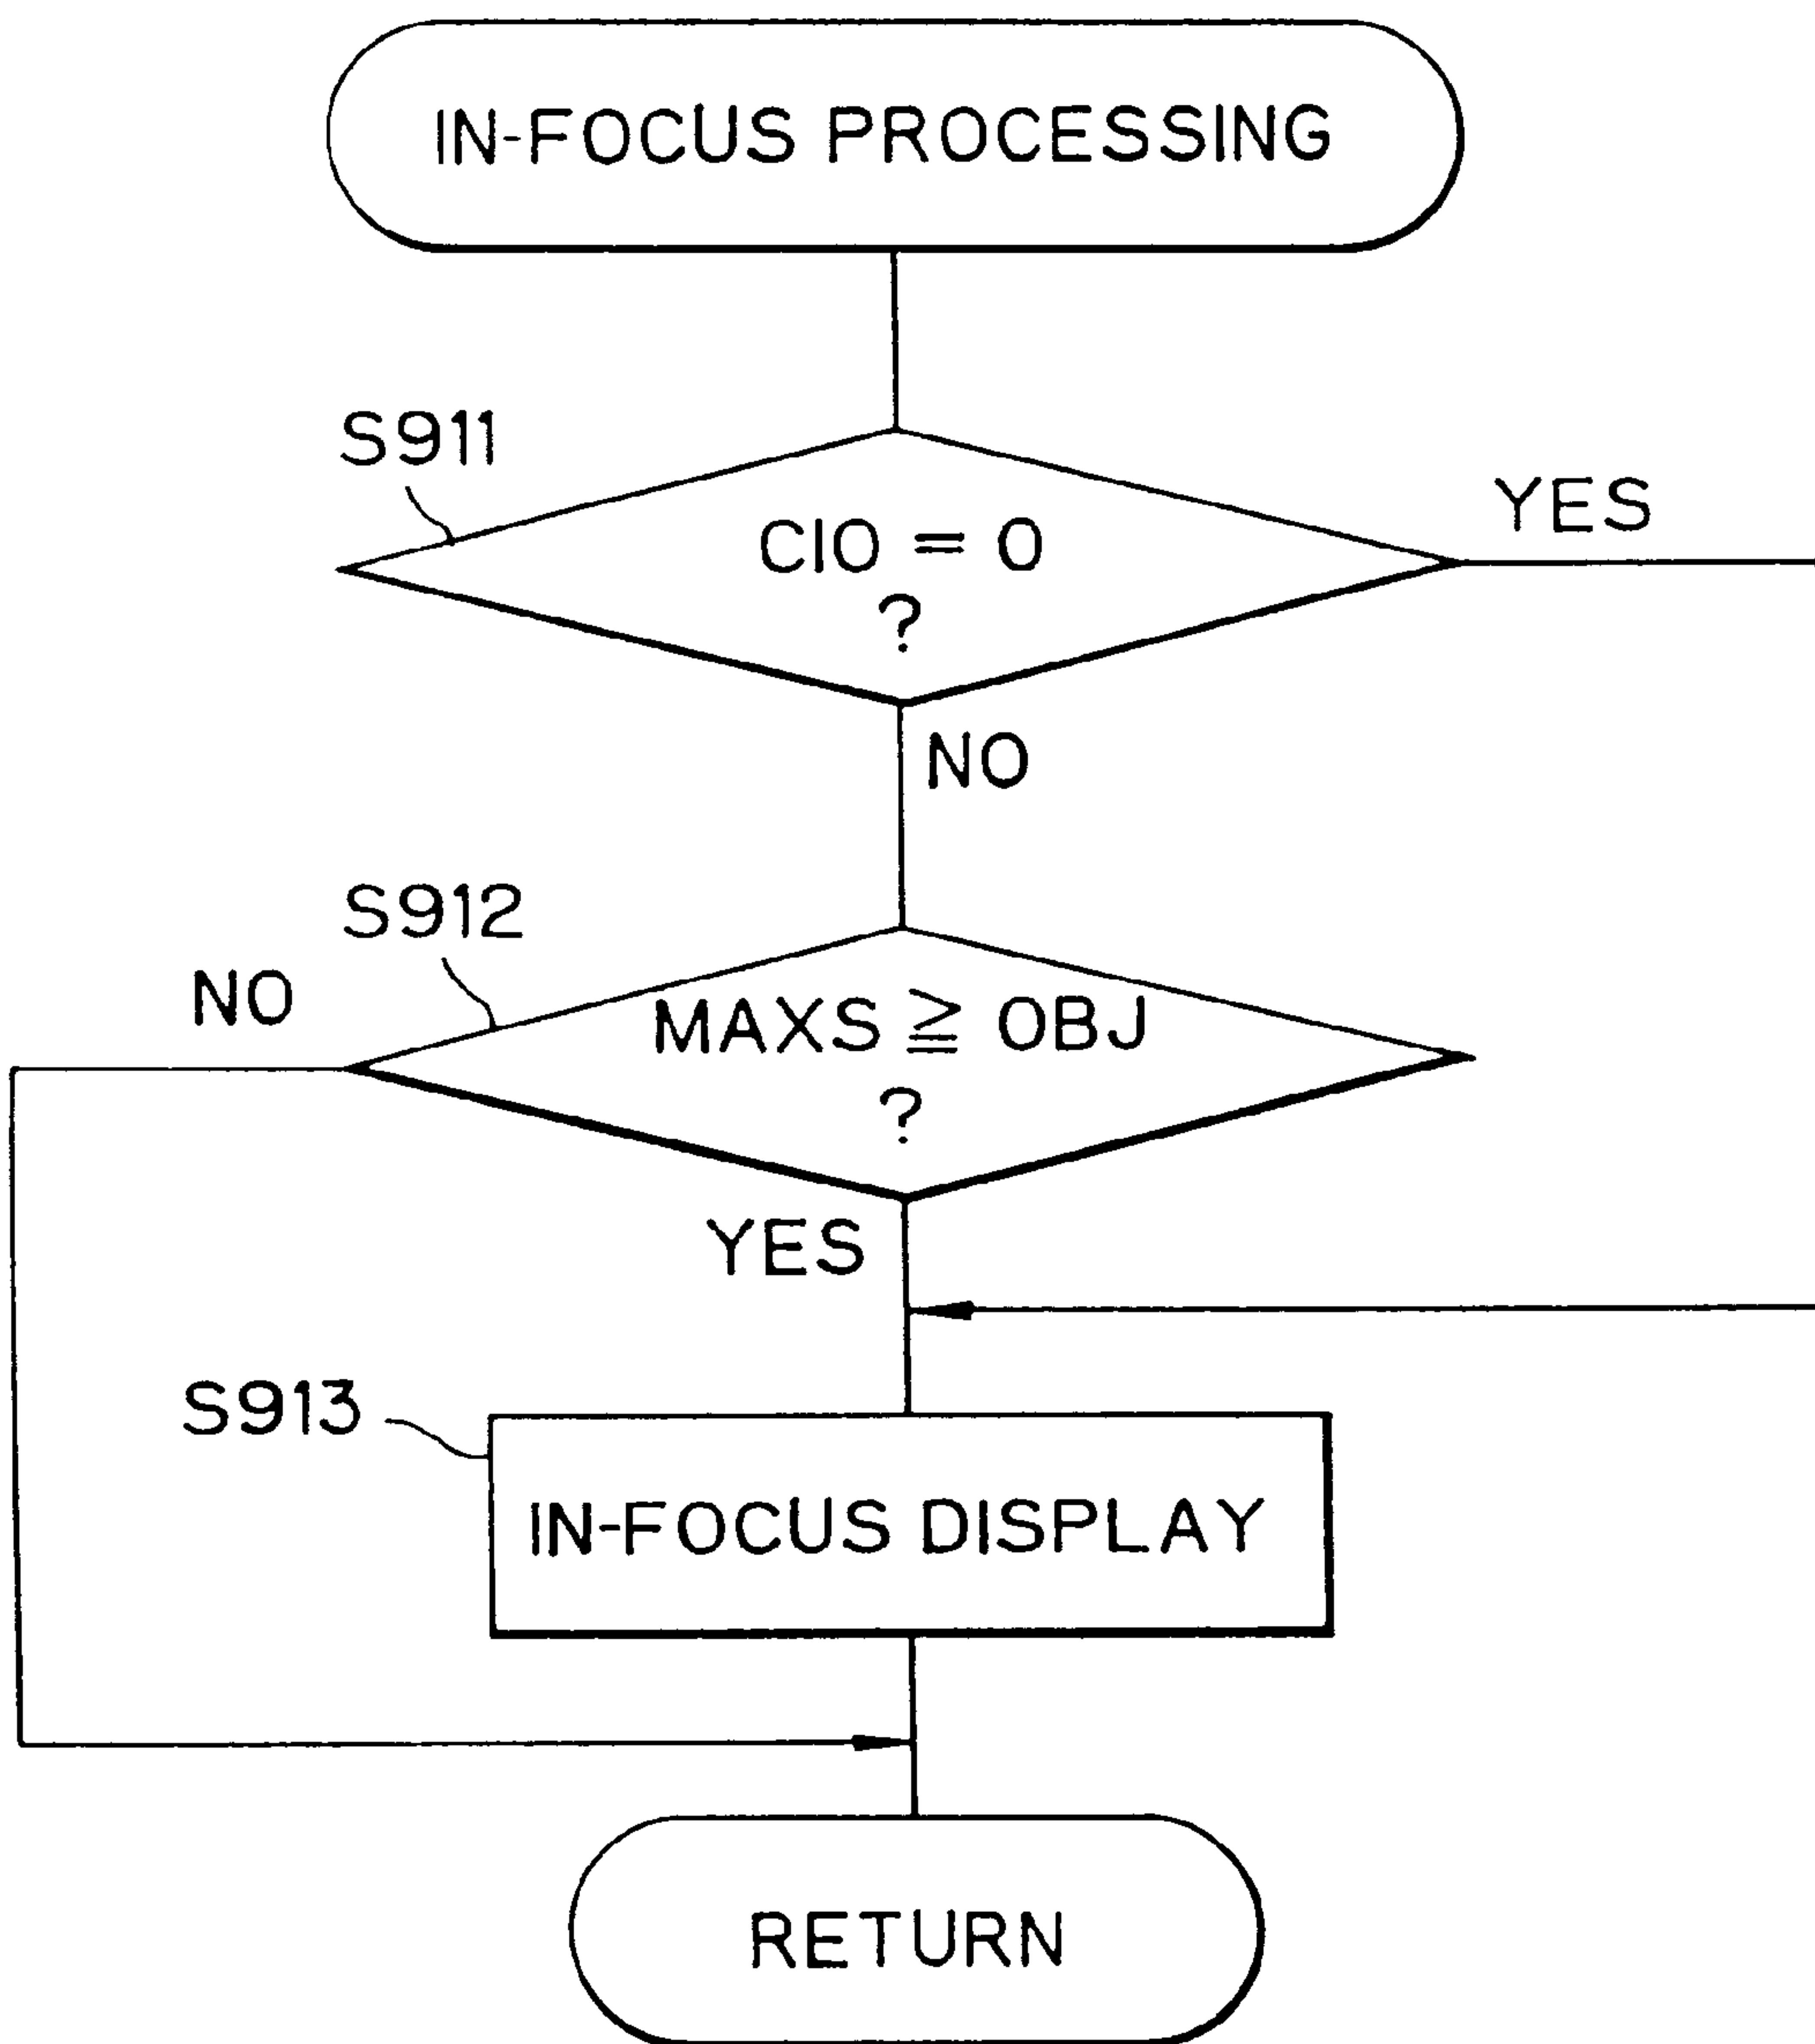 IN-FOCUS PROCESSING
S911
YES
CIO = 0
?
NO
S912
NO
MAXS ≧ OBJ
?
YES
S913
IN-FOCUS DISPLAY
RETURN